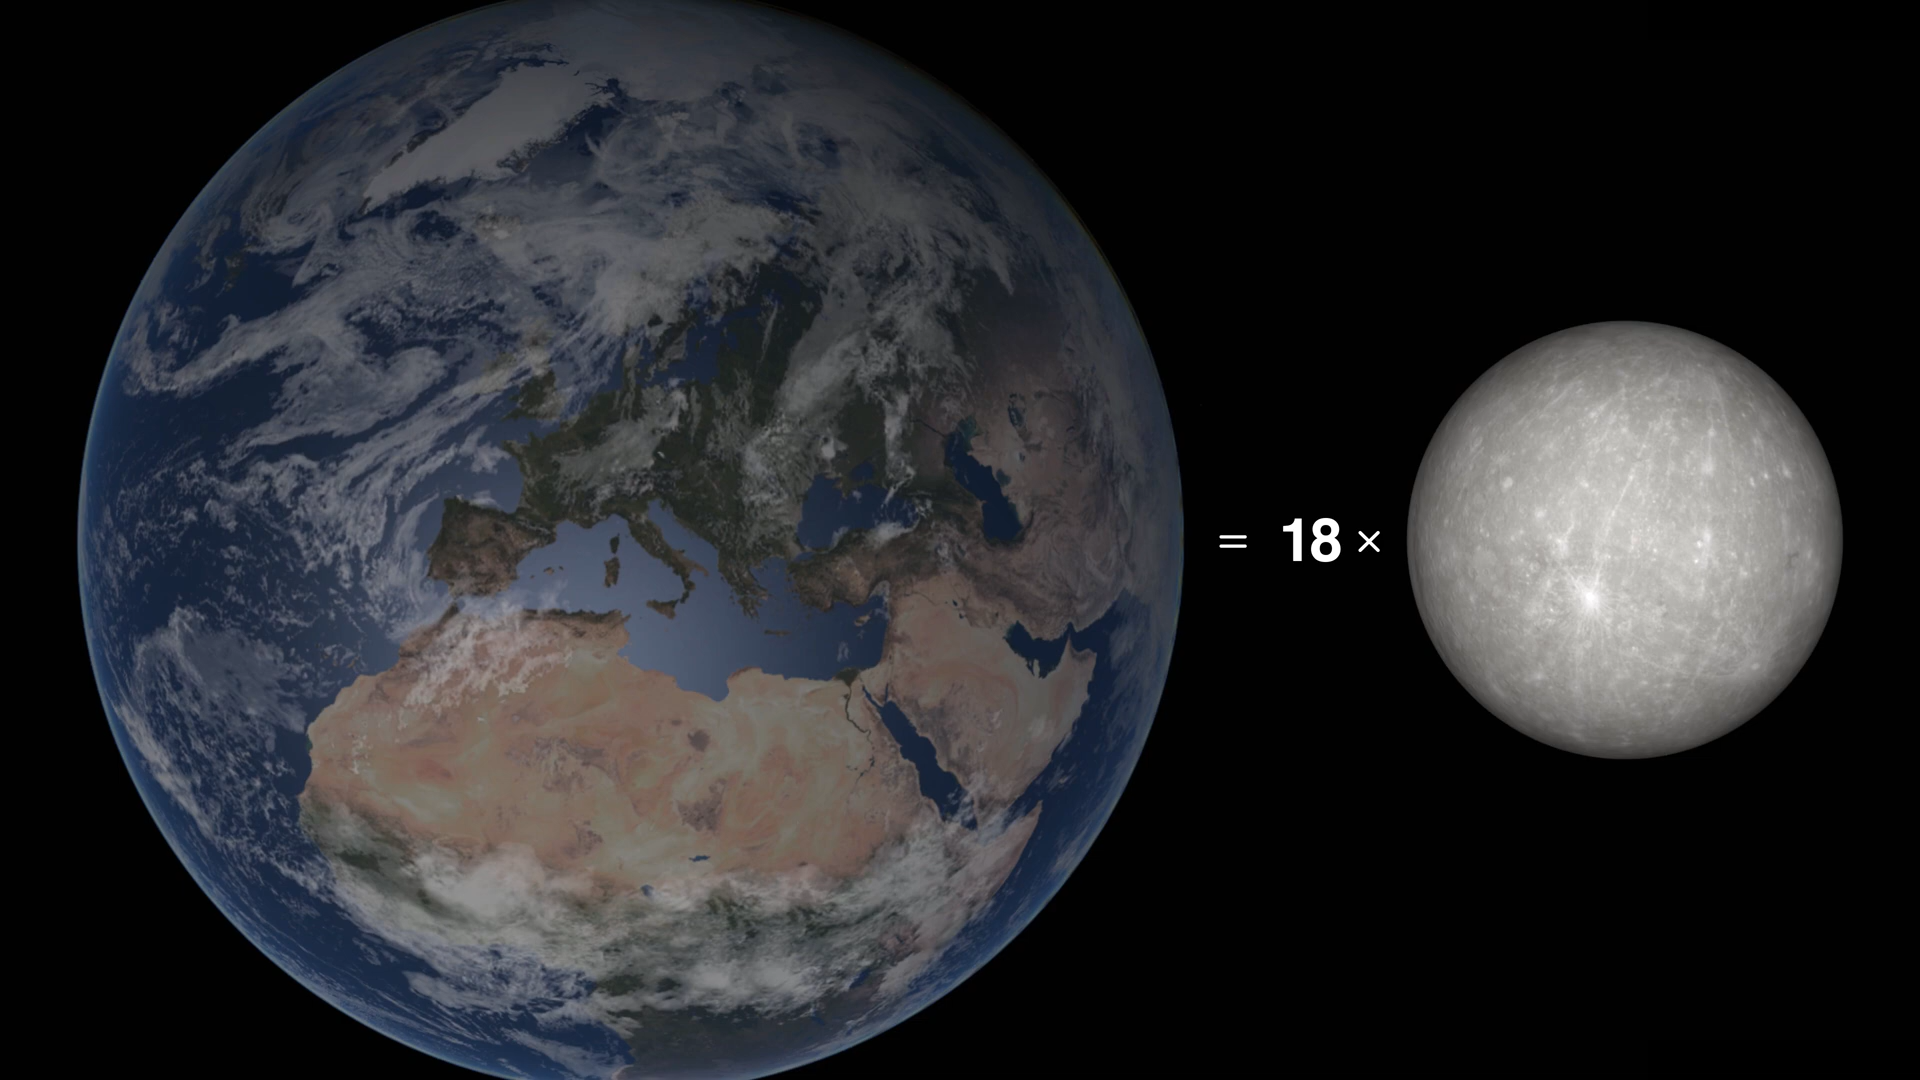 = 18 ×